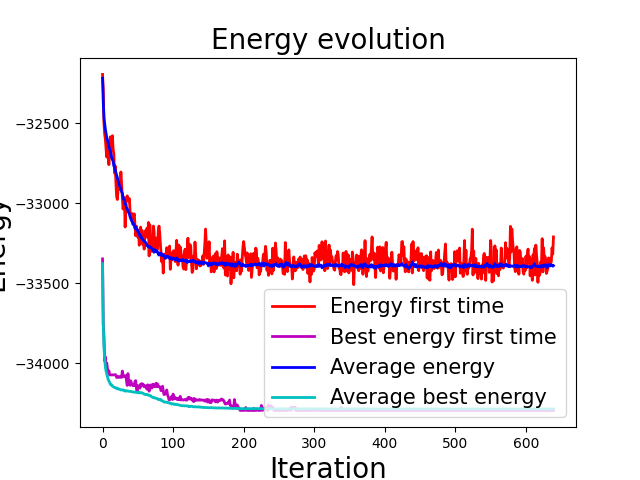 Energy evolution
Energy
−32500
−33000
−33500
−34000
Energy first time
Best energy first time
Average energy
Average best energy
0 100 200 300 400 500 600
Iteration